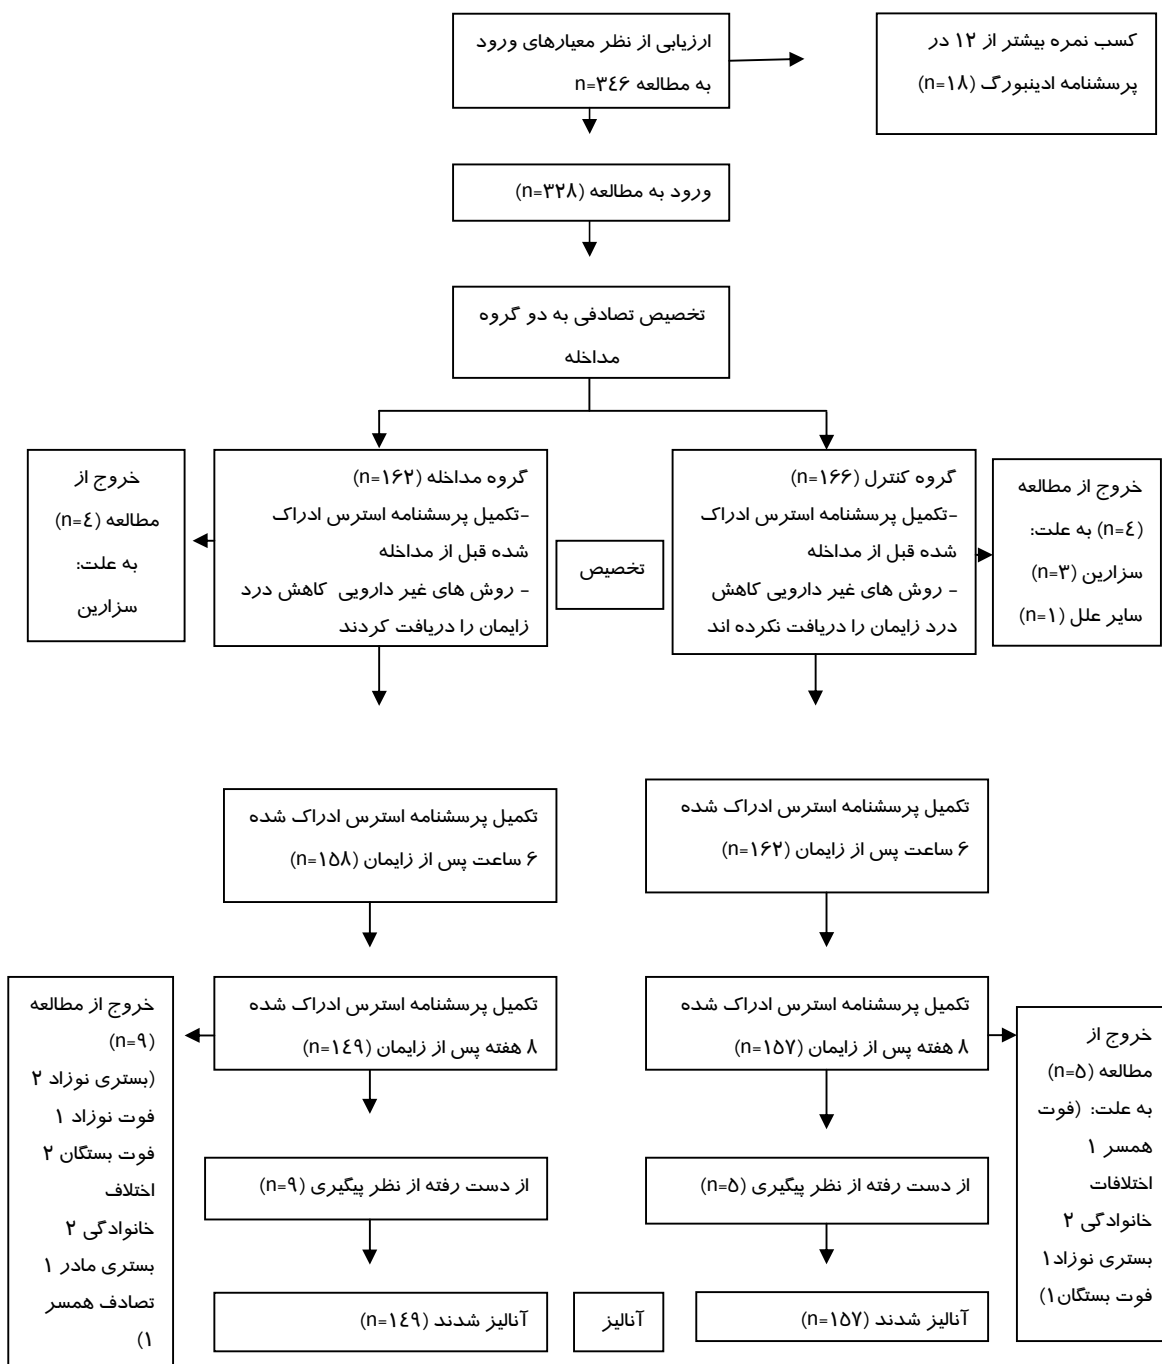 ارزیابی از نظر معیارهای ورود
به مطالعه n=۳٤۶
کسب نمره بیشتر از ۱۲ در
پرسشنامه ادینبورگ (n=۱۸)
ورود به مطالعه (n=۳۲۸)
تخصیص تصادفی به دو گروه
مداخله
گروه کنترل (n=۱۶۶)
-تکمیل پرسشنامه استرس ادراک
شده قبل از مداخله
- روش های غیر دارویی کاهش
درد زایمان را دریافت نکرده اند
خروج از مطالعه
(n=٤) به علت:
سزارین (n=۳)
سایر علل (n=۱)
تخصیص
گروه مداخله (n=۱۶۲)
-تکمیل پرسشنامه استرس ادراک
شده قبل از مداخله
- روش های غیر دارویی کاهش درد
زایمان را دریافت کردند
خروج از
مطالعه (n=٤)
به علت:
سزارین
تکمیل پرسشنامه استرس ادراک شده
۶ ساعت پس از زایمان (n=۱۶۲)
تکمیل پرسشنامه استرس ادراک شده
۶ ساعت پس از زایمان (n=۱۵۸)
تکمیل پرسشنامه استرس ادراک شده
۸ هفته پس از زایمان (n=۱۵۷)
خروج از
مطالعه (n=۵)
به علت: (فوت
همسر ۱
اختلافات
خانوادگی ۲
بستری نوزاد۱
فوت بستگان۱)
تکمیل پرسشنامه استرس ادراک شده
۸ هفته پس از زایمان (n=۱٤۹)
خروج از مطالعه
(n=۹)
(بستری نوزاد ۲
فوت نوزاد ۱
فوت بستگان ۲
اختلاف
خانوادگی ۲
بستری مادر ۱
تصادف همسر
۱)
از دست رفته از نظر پیگیری (n=۵)
از دست رفته از نظر پیگیری (n=۹)
آنالیز شدند (n=۱۵۷)
آنالیز
آنالیز شدند (n=۱٤۹)